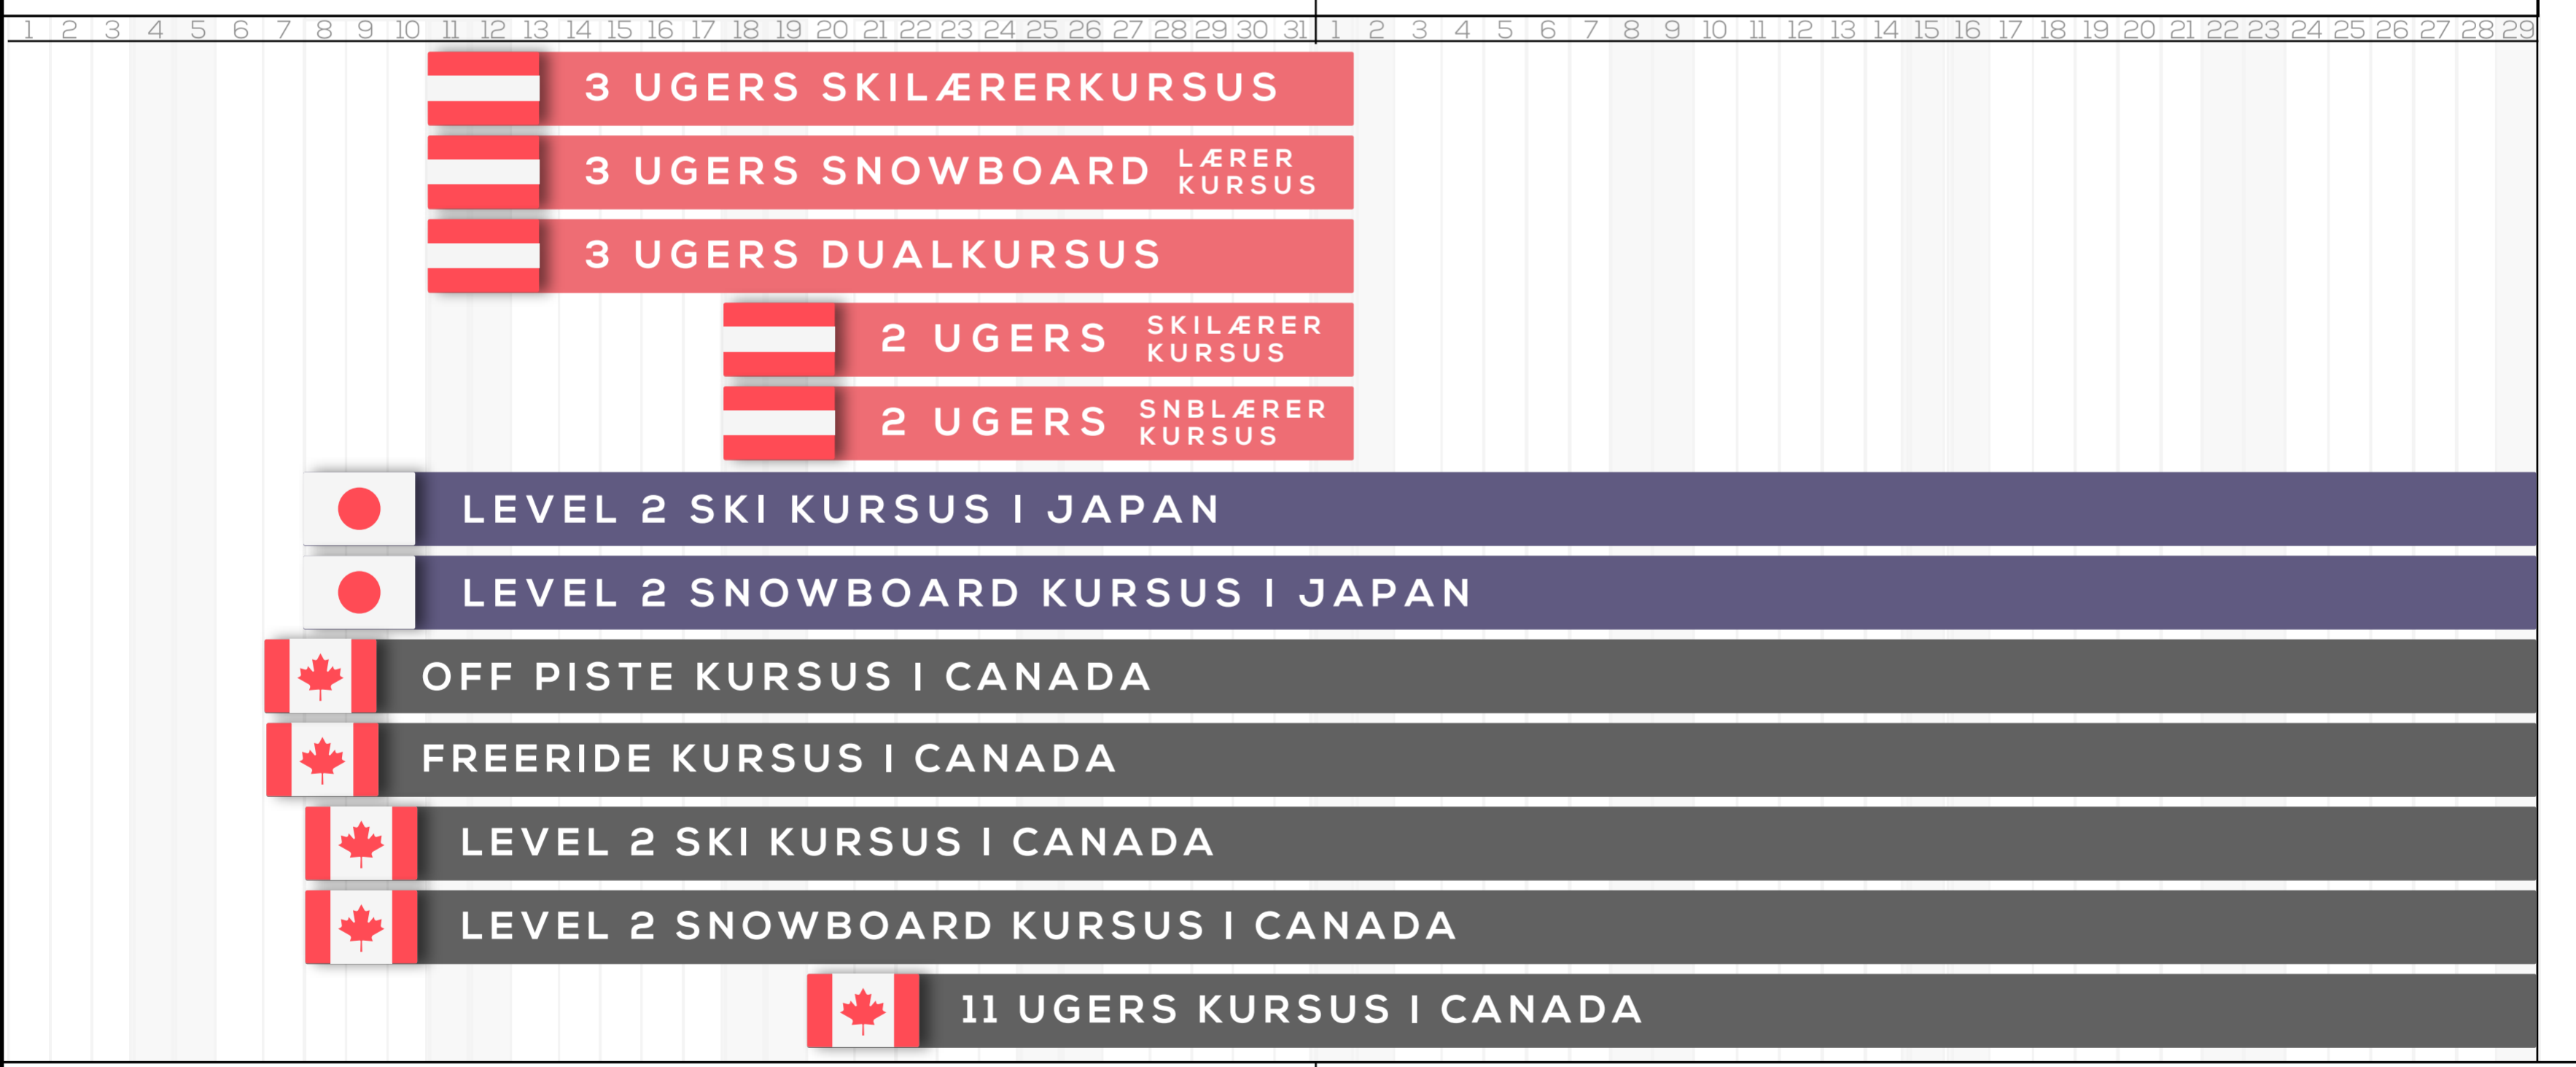 1 2 3 4 5 6 7 8 9 10 11 12 13 14 15 16 17 18 19 20 21 22 23 24 25 26 27 28 29 30 31 1 2 3 4 5 6 7 8 9 10 11 12 13 14 15 16 17 18 19 20 21 22 23 24 25 26 27 28 29
3 UGERS SKILÆRERKURSUS
3 UGERS SNOWBOARD LÆRER
KURSUS
3 UGERS DUALKURSUS
2 UGERS SKILÆRER
KURSUS
2 UGERS SNBLÆRER
KURSUS
LEVEL 2 SKI KURSUS I JAPAN
LEVEL 2 SNOWBOARD KURSUS I JAPAN
OFF PISTE KURSUS I CANADA
FREERIDE KURSUS I CANADA
LEVEL 2 SKI KURSUS I CANADA
LEVEL 2 SNOWBOARD KURSUS I CANADA
11 UGERS KURSUS I CANADA